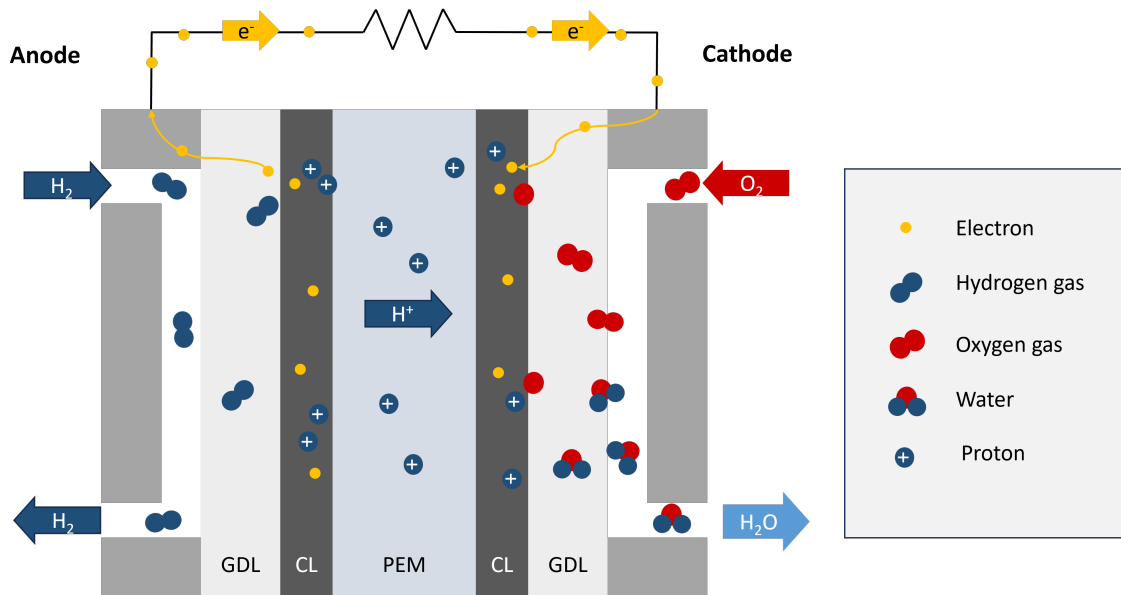 e⁻
e⁻
Anode
Cathode
H₂
O₂
Electron
Hydrogen gas
H⁺
Oxygen gas
Water
Proton
H₂
H₂O
GDL
CL
PEM
CL
GDL